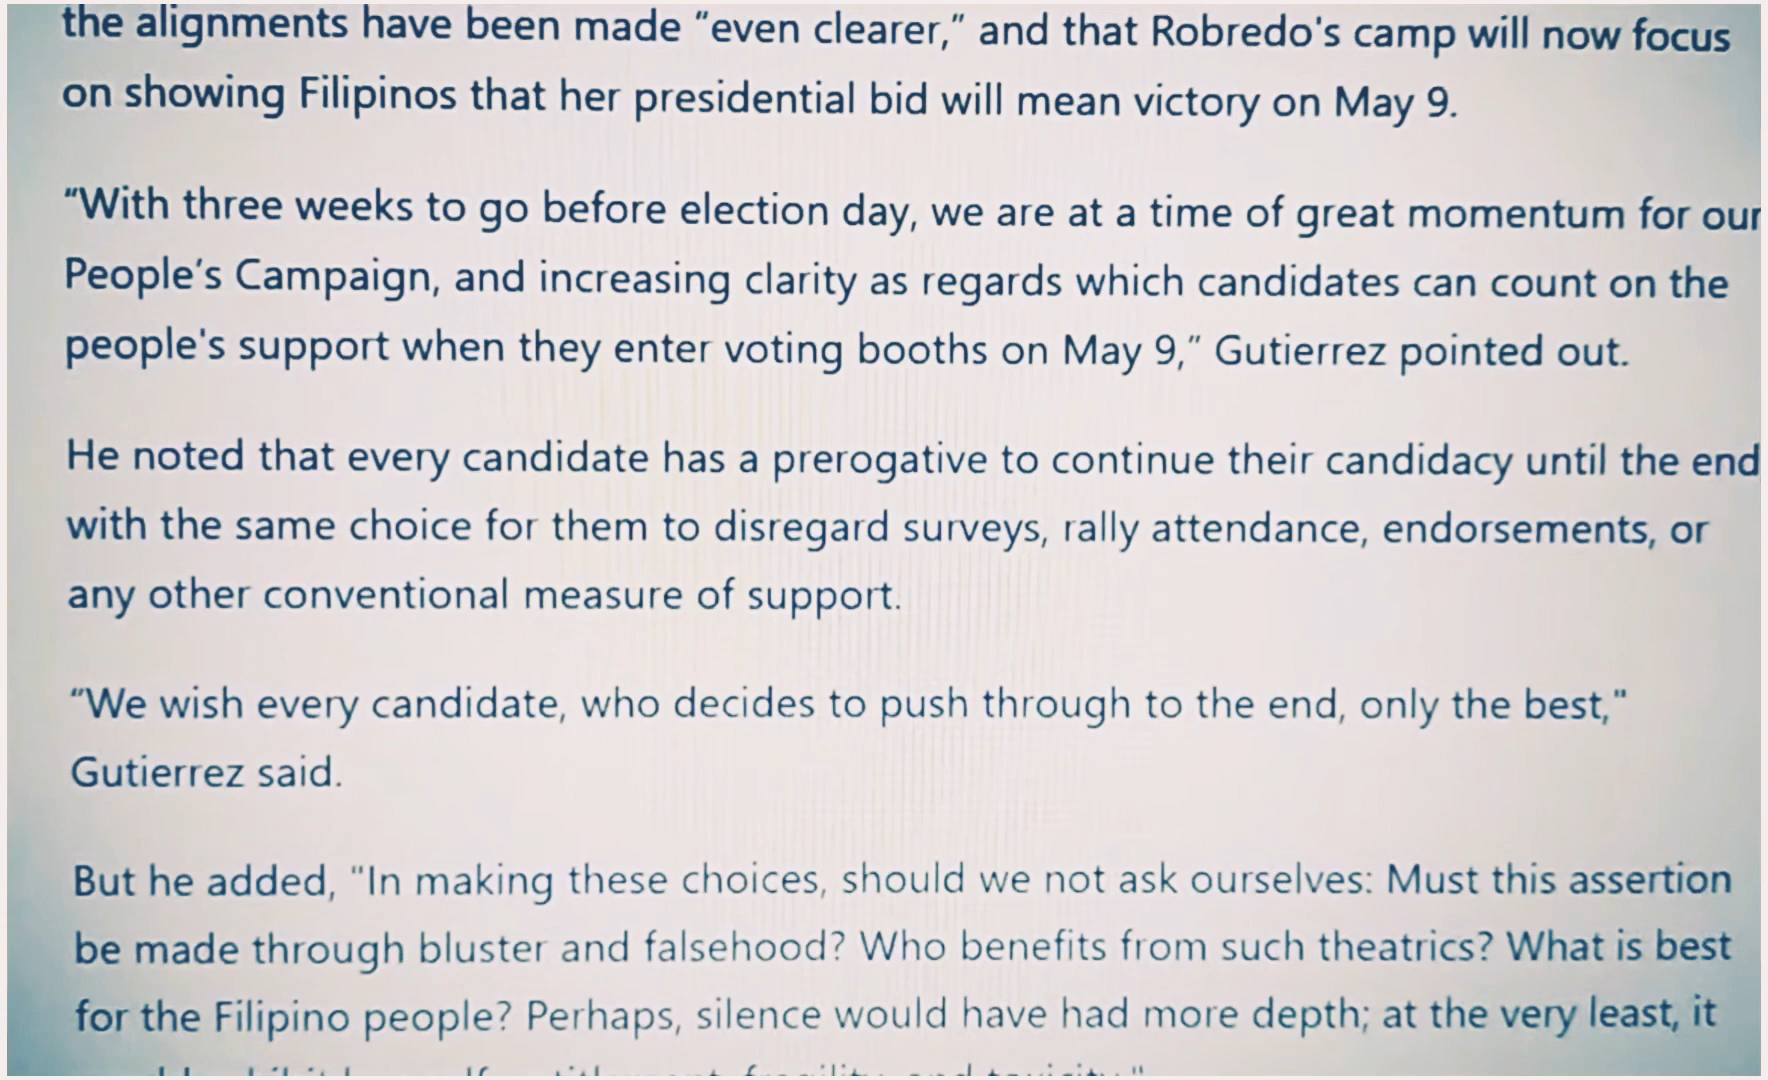 the alignments have been made “even clearer,” and that Robredo's camp will now focus
on showing Filipinos that her presidential bid will mean victory on May 9.
“With three weeks to go before election day, we are at a time of great momentum for our
People’s Campaign, and increasing clarity as regards which candidates can count on the
people's support when they enter voting booths on May 9,” Gutierrez pointed out.
He noted that every candidate has a prerogative to continue their candidacy until the end
with the same choice for them to disregard surveys, rally attendance, endorsements, or
any other conventional measure of support.
“We wish every candidate, who decides to push through to the end, only the best,"
Gutierrez said.
But he added, "In making these choices, should we not ask ourselves: Must this assertion
be made through bluster and falsehood? Who benefits from such theatrics? What is best
for the Filipino people? Perhaps, silence would have had more depth; at the very least, it